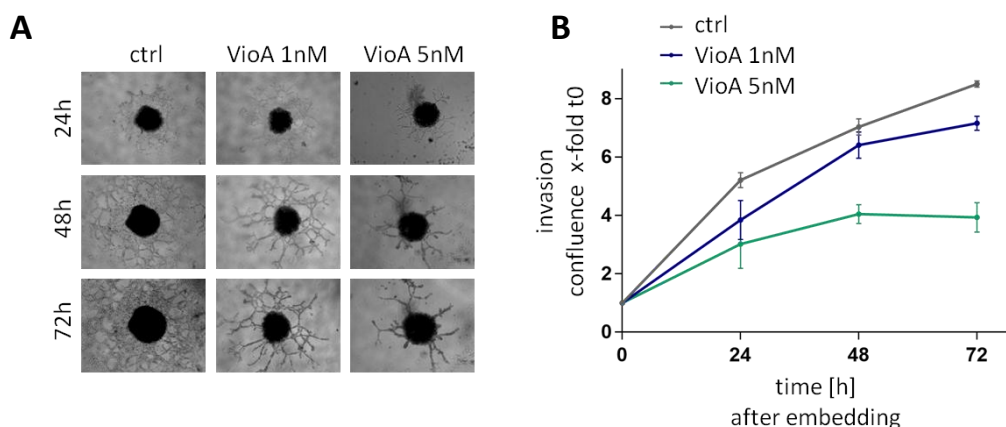 A
ctrl
VioA 1nM
VioA 5nM
24h
48h
72h
B
ctrl
VioA 1nM
VioA 5nM
invasion
confluence x-fold t0
8
6
4
2
0
0 24 48 72
time [h]
after embedding